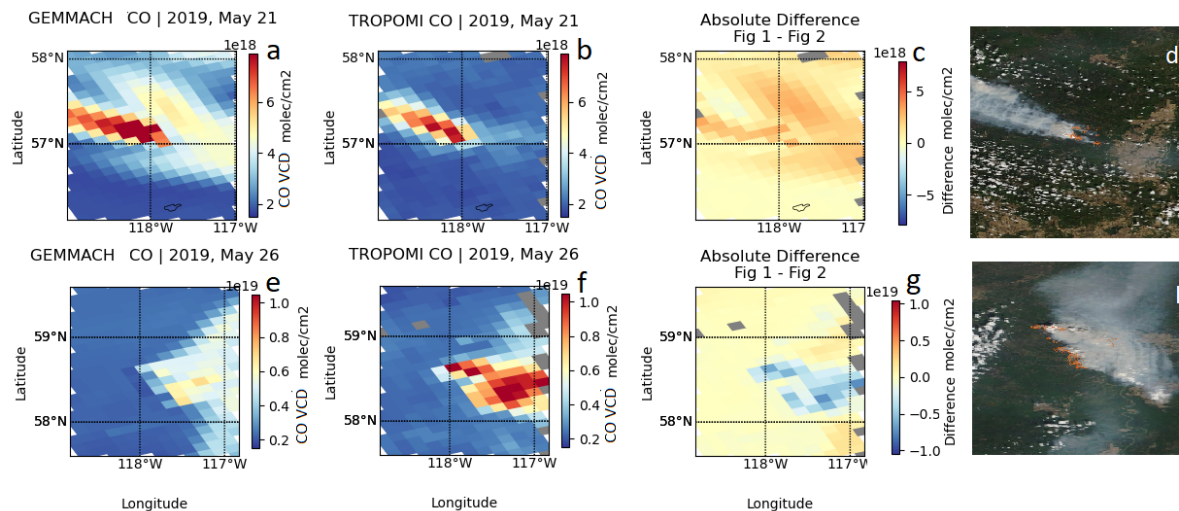 GEMMACH CO | 2019, May 21
TROPOMI CO | 2019, May 21
Absolute Difference
Fig 1 - Fig 2
1e18
a
1e18
b
1e18
c
d
58°N
57°N
Latitude
118°W
117°W
6
4
2
CO VCD molec/cm2
58°N
57°N
Latitude
118°W
117°W
6
4
2
CO VCD molec/cm2
58°N
57°N
Latitude
118°W
117°W
5
0
−5
Difference molec/cm2
GEMMACH CO | 2019, May 26
TROPOMI CO | 2019, May 26
Absolute Difference
Fig 1 - Fig 2
1e19
e
1e19
f
1e19
g
59°N
58°N
Latitude
118°W
117°W
Longitude
1.0
0.8
0.6
0.4
0.2
CO VCD molec/cm2
59°N
58°N
Latitude
118°W
117°W
Longitude
1.0
0.8
0.6
0.4
0.2
CO VCD molec/cm2
59°N
58°N
Latitude
118°W
117°W
Longitude
1.0
0.5
0.0
−0.5
−1.0
Difference molec/cm2